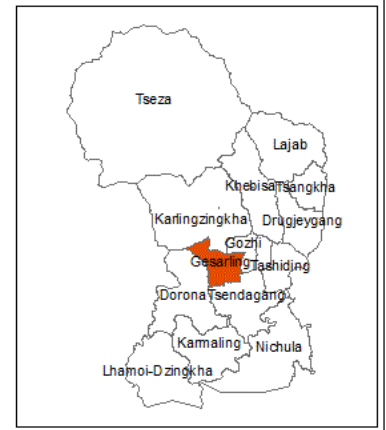 Tseza
Lajab
Khebisa Tsangkha
Karlingzingkha Drugjeygang
Gozhi
Gesarling Tashiding
Dorona Tsendagang
Karmaling Nichula
Lhamoi-Dzingkha